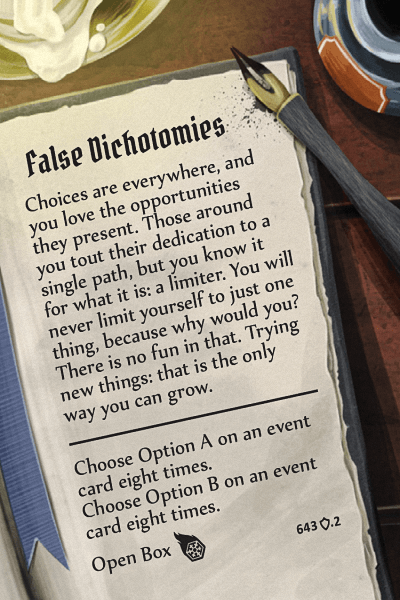 False Dichotomies
Choices are everywhere, and
you love the opportunities
they present. Those around
you tout their dedication to a
single path, but you know it
for what it is: a limiter. You will
never limit yourself to just one
thing, because why would you?
There is no fun in that. Trying
new things: that is the only
way you can grow.
Choose Option A on an event
card eight times.
Choose Option B on an event
card eight times.
Open Box
643 .2